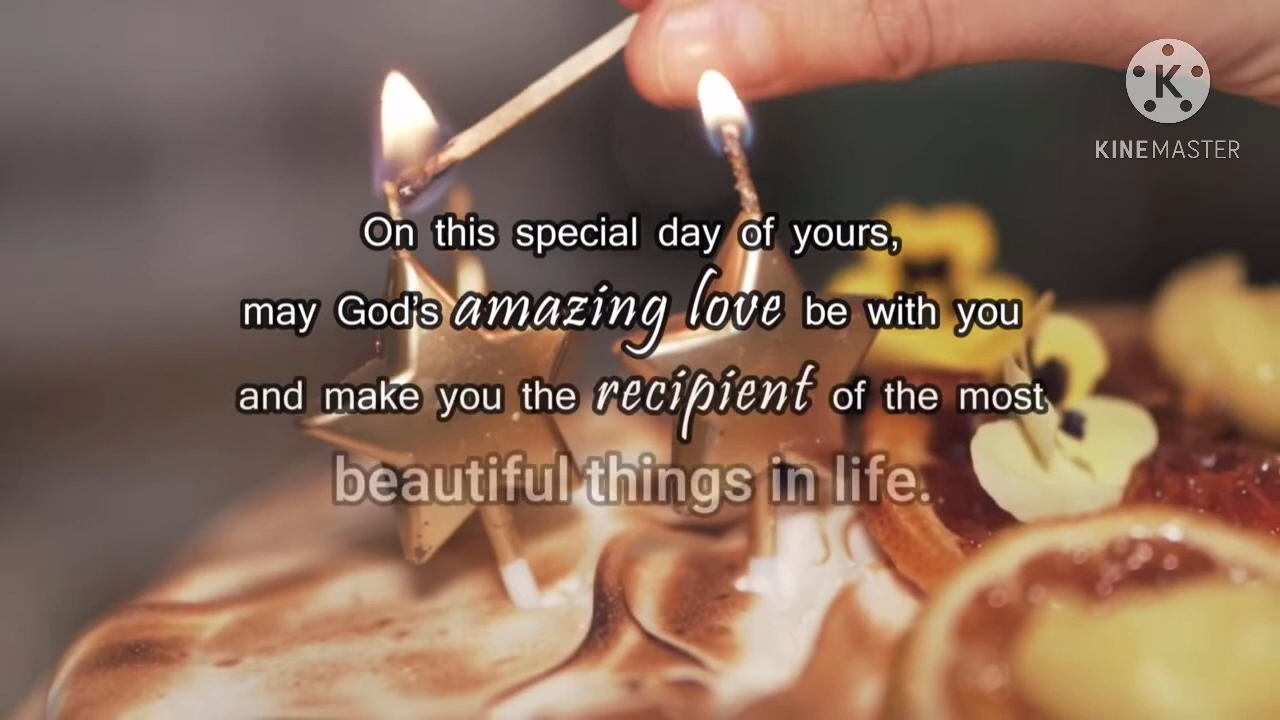 K
KINEMASTER
On this special day of yours,
may God's amazing love be with you
and make you the recipient of the most
beautiful things in life.